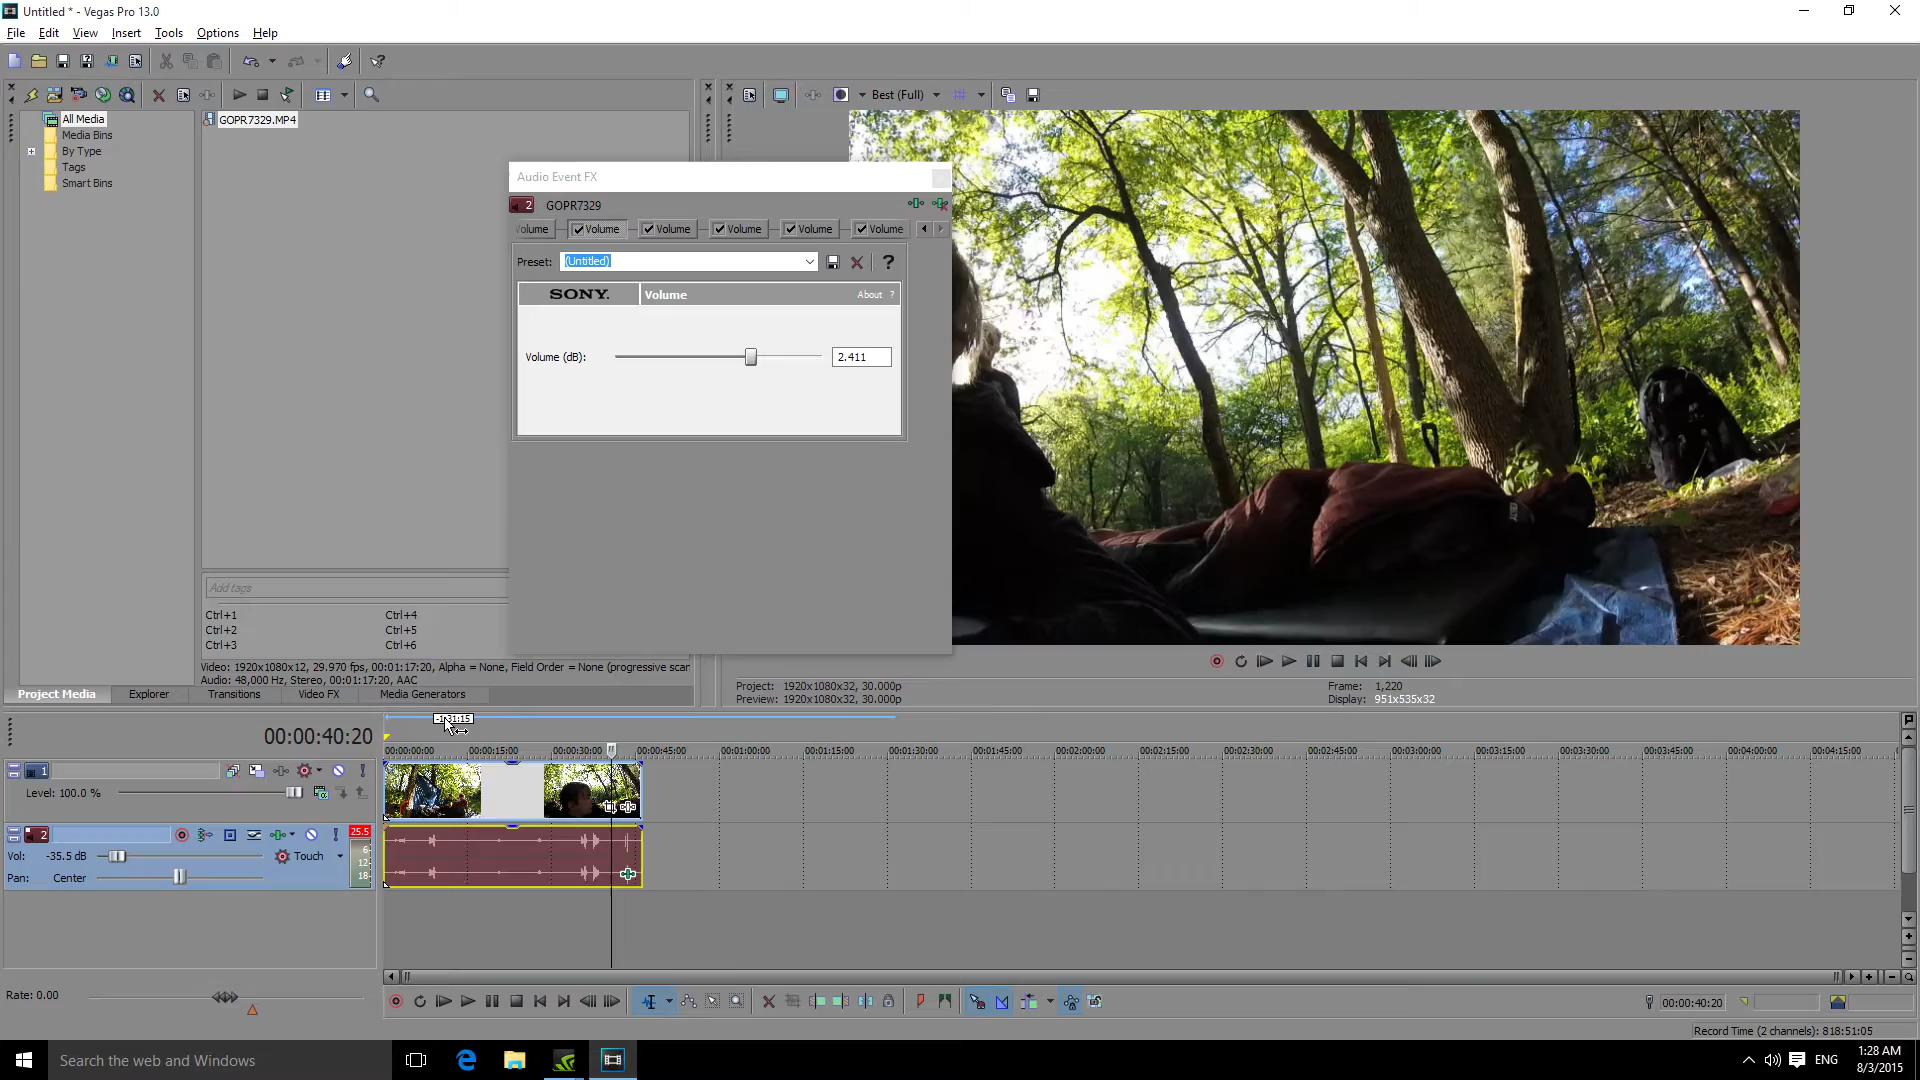 Untitled * - Vegas Pro 13.0
File Edit View Insert Tools Options Help
Best (Full)
All Media
Media Bins
By Type
Tags
Smart Bins
GOPR7329.MP4
Audio Event FX
2 GOPR7329
Volume Volume Volume Volume Volume
Preset: (Untitled)
SONY. Volume About ?
Volume (dB): 2.411
Add tags
Ctrl+1 Ctrl+4
Ctrl+2 Ctrl+5
Ctrl+3 Ctrl+6
Video: 1920x1080x12, 29.970 fps, 00:01:17:20, Alpha = None, Field Order = None (progressive scan
Audio: 48,000 Hz, Stereo, 00:01:17:20, AAC
Project Media Explorer Transitions Video FX Media Generators
Project: 1920x1080x32, 30.000p Frame: 1,220
Preview: 1920x1080x32, 30.000p Display: 951x535x32
00:00:40:20
00:00:00:00 00:00:15:00 00:00:30:00 00:00:45:00 00:01:00:00 00:01:15:00 00:01:30:00 00:01:45:00 00:02:00:00 00:02:15:00 00:02:30:00 00:02:45:00 00:03:00:00 00:03:15:00 00:03:30:00 00:03:45:00 00:04:00:00 00:04:15:00
1
Level: 100.0 %
2 25.5
Vol: -35.5 dB Touch
Pan: Center
6
12
18
Rate: 0.00
00:00:40:20
Record Time (2 channels): 818:51:05
Search the web and Windows
ENG
1:28 AM
8/3/2015